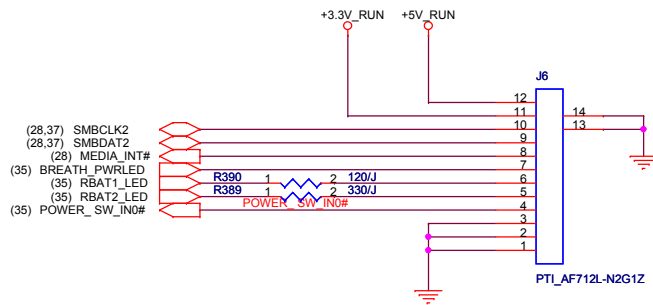 +3.3V_RUN +5V_RUN
J6
12
11 14
(28,37) SMBCLK2 10 13
(28,37) SMBDAT2 9
(28) MEDIA_INT# 8
(35) BREATH_PWRLED 7
(35) RBAT1_LED R390 1 2 120/J 6
(35) RBAT2_LED R389 1 2 330/J 5
(35) POWER_SW_IN0# POWER_ SW_IN0# 4
3
2
1
PTI_AF712L-N2G1Z